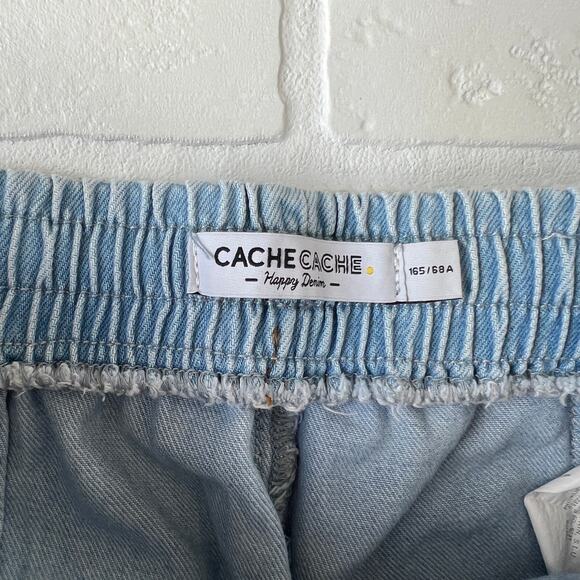 CACHE CACHE.
– Happy Denim –
165/68A